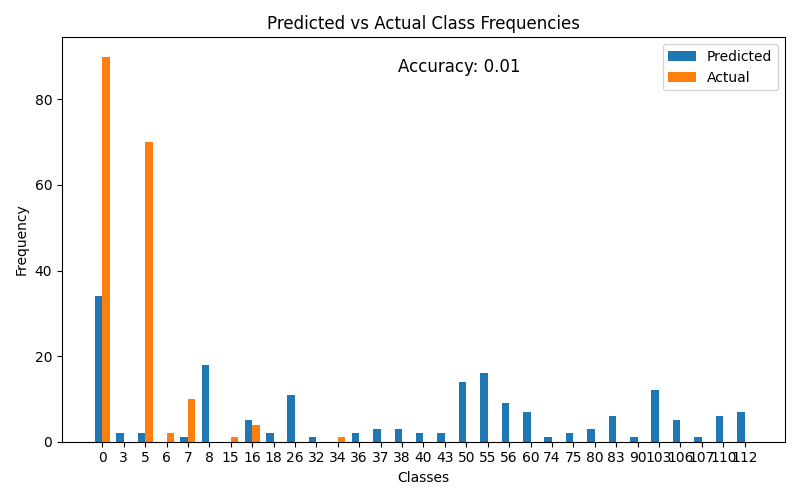 Predicted vs Actual Class Frequencies
Accuracy: 0.01
Predicted
Actual
Frequency
80
60
40
20
0
0 3 5 6 7 8 15 16 18 26 32 34 36 37 38 40 43 50 55 56 60 74 75 80 83 90 103 106 107 110 112
Classes